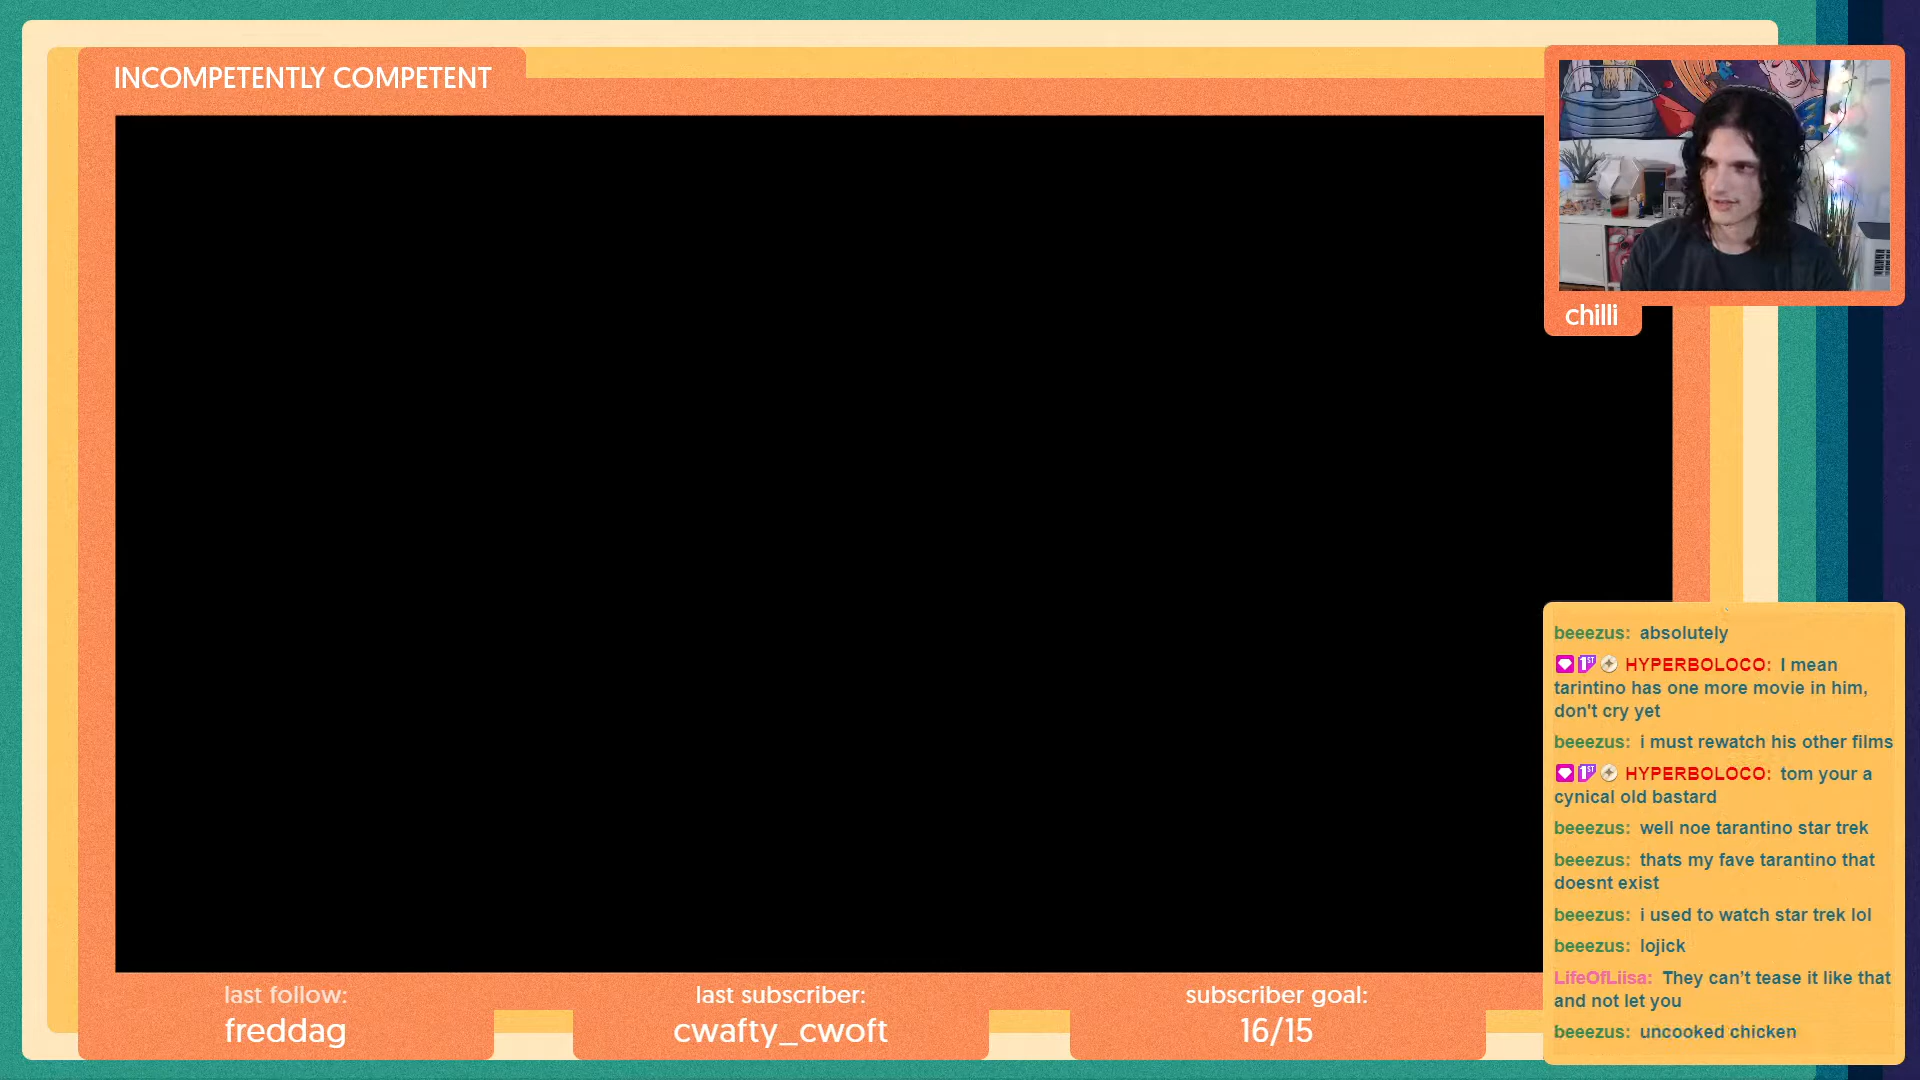 INCOMPETENTLY COMPETENT
chilli
beeezus: absolutely
1ST HYPERBOLOCO: I mean
tarintino has one more movie in him,
don't cry yet
beeezus: i must rewatch his other films
1ST HYPERBOLOCO: tom your a
cynical old bastard
beeezus: well noe tarantino star trek
beeezus: thats my fave tarantino that
doesnt exist
beeezus: i used to watch star trek lol
beeezus: lojick
LifeOfLiisa: They can't tease it like that
and not let you
beeezus: uncooked chicken
last follow:
freddag
last subscriber:
cwafty_cwoft
subscriber goal:
16/15